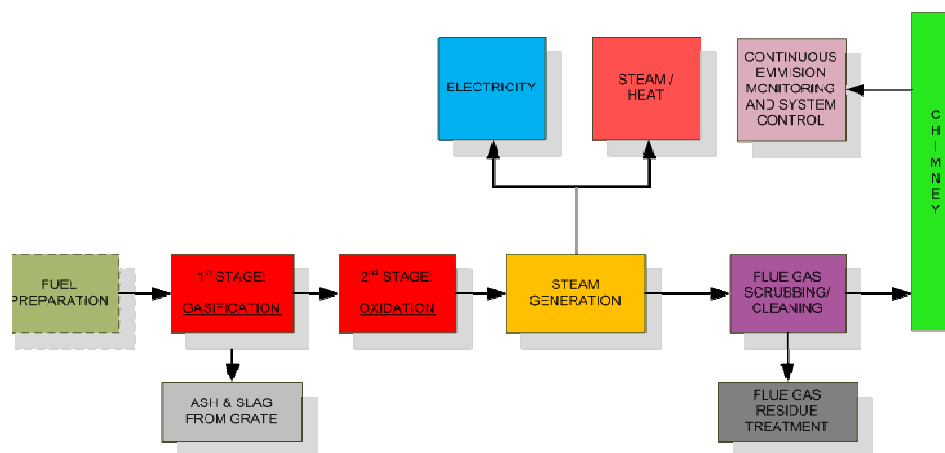 ELECTRICITY
STEAM /
HEAT
CONTINUOUS
EMMISION
MONITORING
AND SYSTEM
CONTROL
CHIMNEY
FUEL
PREPARATION
1st STAGE:
GASIFICATION
2nd STAGE:
OXIDATION
STEAM
GENERATION
FLUE GAS
SCRUBBING/
CLEANING
ASH & SLAG
FROM GRATE
FLUE GAS
RESIDUE
TREATMENT